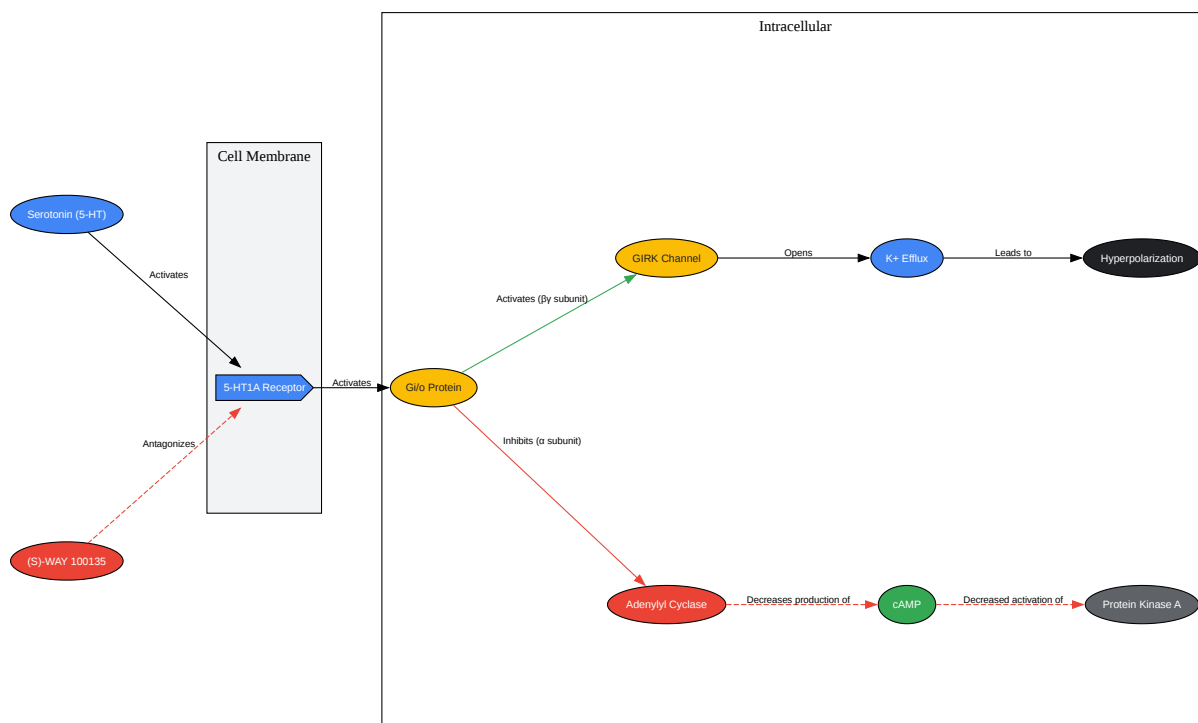 Intracellular
Cell Membrane
Serotonin (5-HT)
Activates
5-HT1A Receptor
Antagonizes
(S)-WAY 100135
Activates
Gi/o Protein
Activates (βγ subunit)
GIRK Channel
Opens
K+ Efflux
Leads to
Hyperpolarization
Inhibits (α subunit)
Adenylyl Cyclase
Decreases production of
cAMP
Decreased activation of
Protein Kinase A